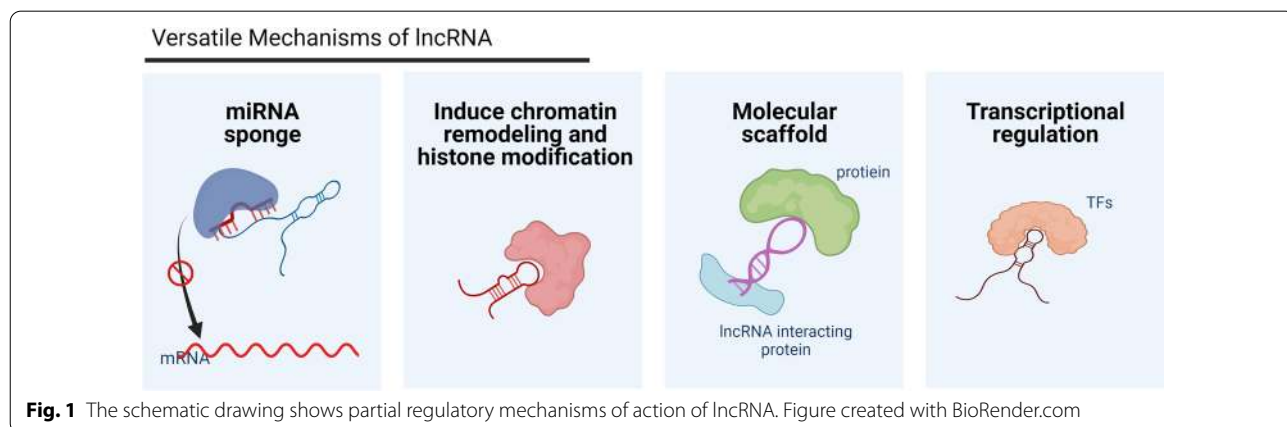 Versatile Mechanisms of lncRNA
miRNA
sponge
mRNA
Induce chromatin
remodeling and
histone modification
Molecular
scaffold
protiein
lncRNA interacting
protein
Transcriptional
regulation
TFs
Fig. 1 The schematic drawing shows partial regulatory mechanisms of action of lncRNA. Figure created with BioRender.com